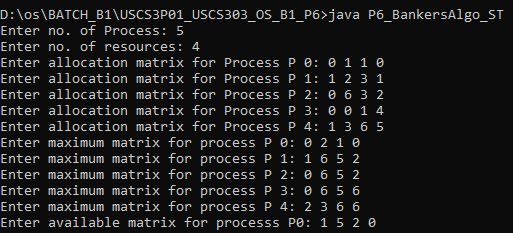 D:\os\BATCH_B1\USCS3P01_USCS303_OS_B1_P6>java P6_BankersAlgo_ST
Enter no. of Process: 5
Enter no. of resources: 4
Enter allocation matrix for Process P 0: 0 1 1 0
Enter allocation matrix for Process P 1: 1 2 3 1
Enter allocation matrix for Process P 2: 0 6 3 2
Enter allocation matrix for Process P 3: 0 0 1 4
Enter allocation matrix for Process P 4: 1 3 6 5
Enter maximum matrix for process P 0: 0 2 1 0
Enter maximum matrix for process P 1: 1 6 5 2
Enter maximum matrix for process P 2: 0 6 5 2
Enter maximum matrix for process P 3: 0 6 5 6
Enter maximum matrix for process P 4: 2 3 6 6
Enter available matrix for processs P0: 1 5 2 0